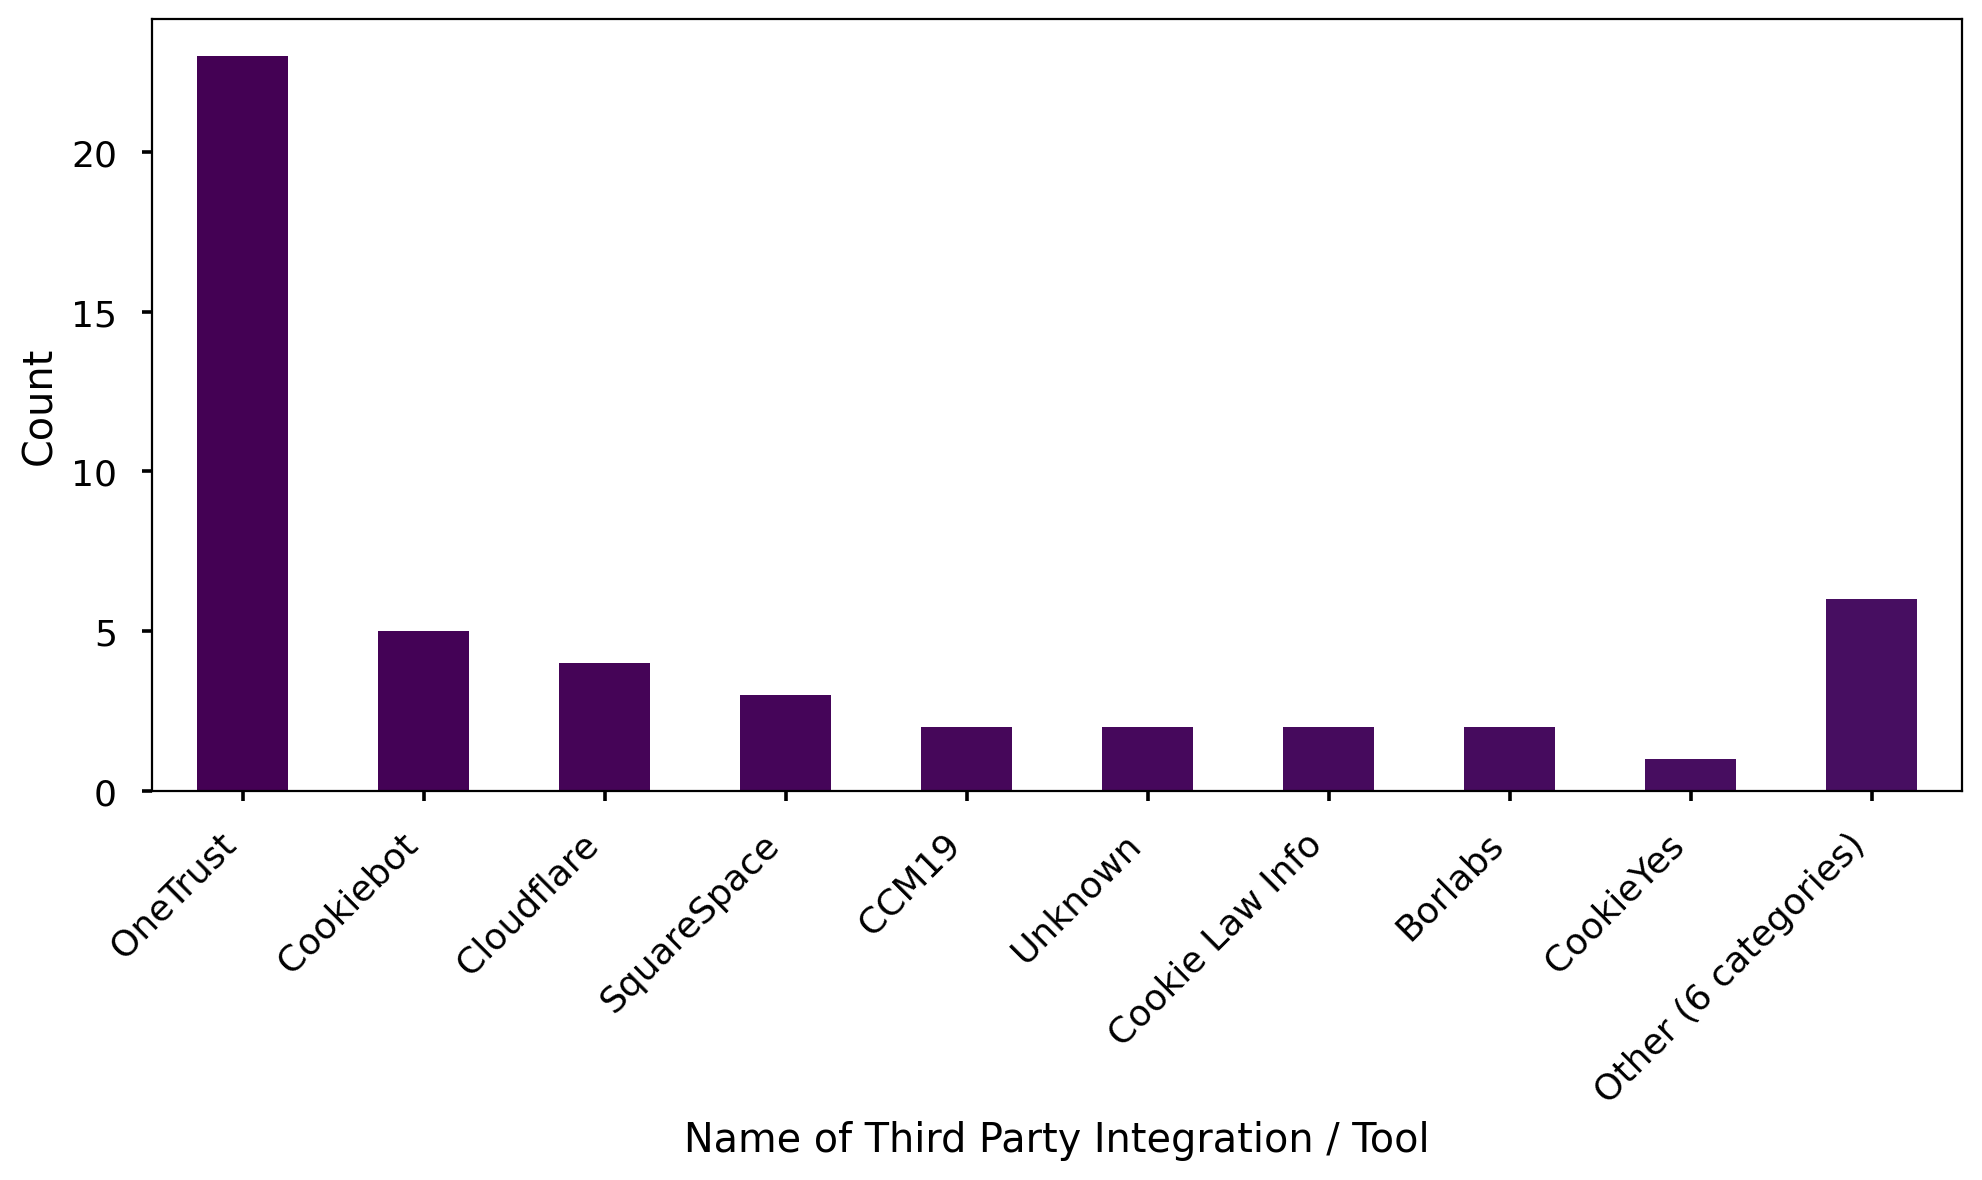 20
15
10
5
0
Count
OneTrust
Cookiebot
Cloudflare
SquareSpace
CCM19
Unknown
Cookie Law Info
Borlabs
CookieYes
Other (6 categories)
Name of Third Party Integration / Tool